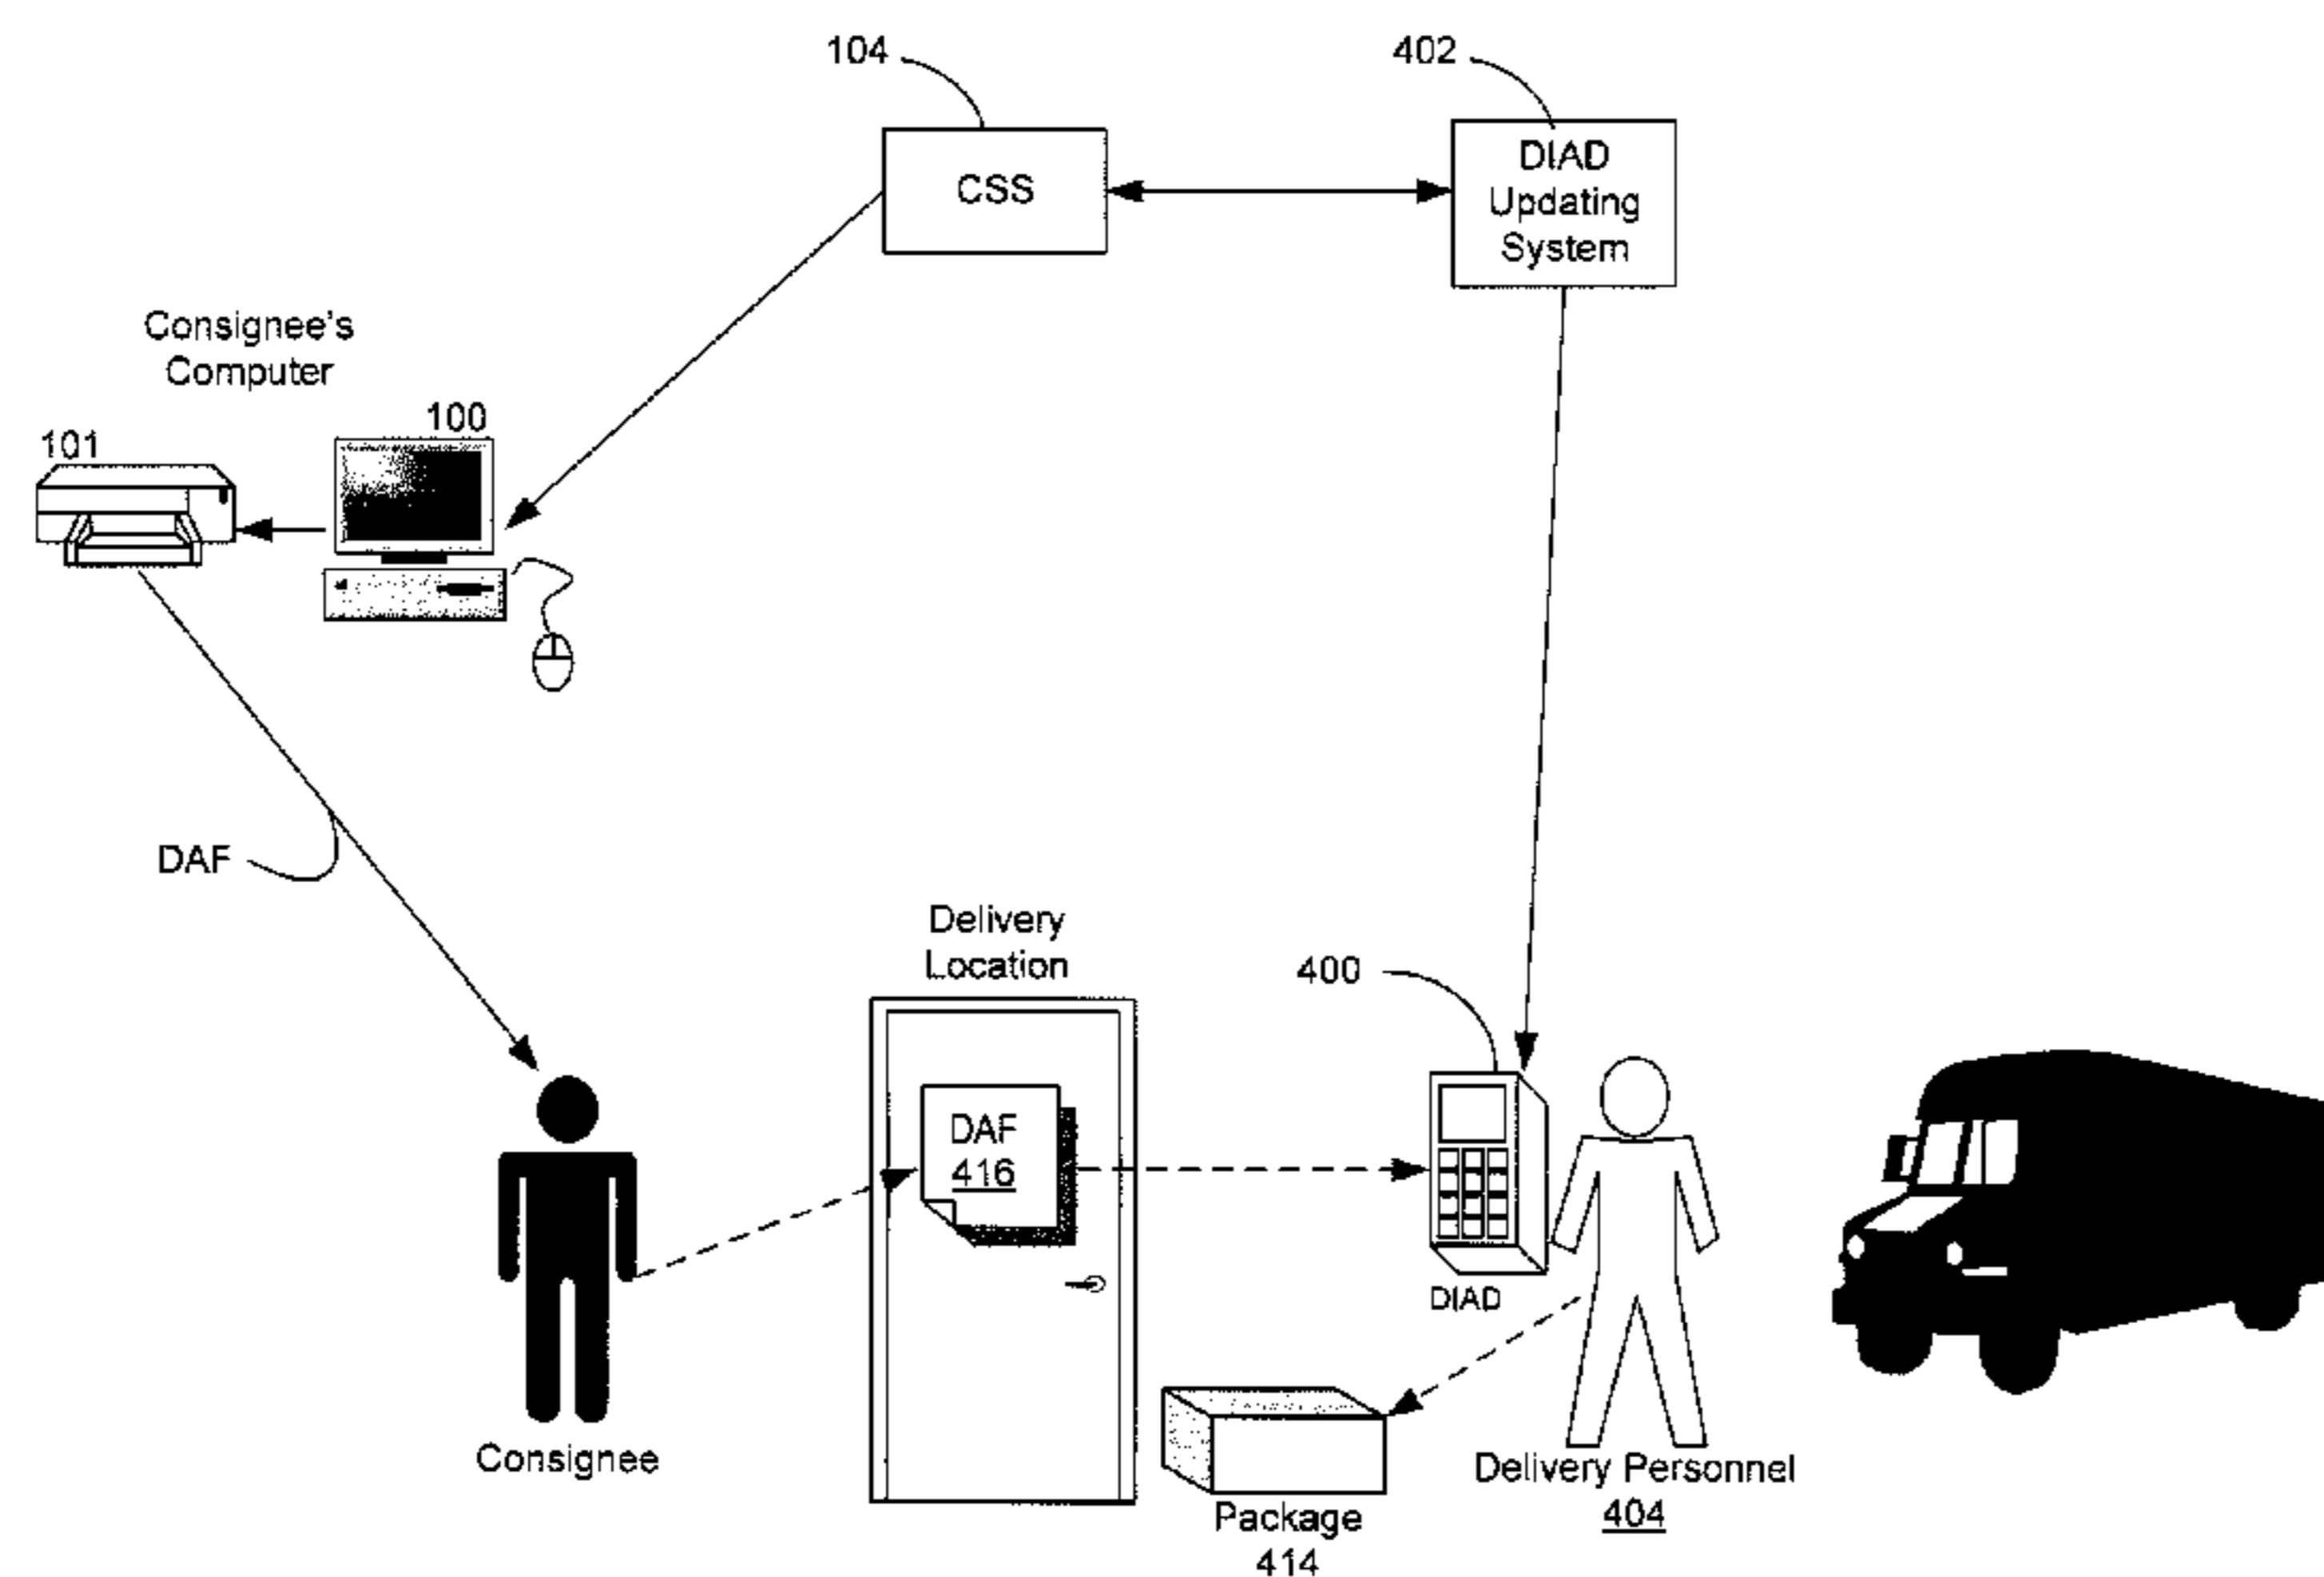 104
402
CSS
DIAD
Updating
System
Consignee's
Computer
100
101
DAF
Delivery
Location
400
DAF
416
DIAD
Consignee
Delivery Personnel
404
Package
414